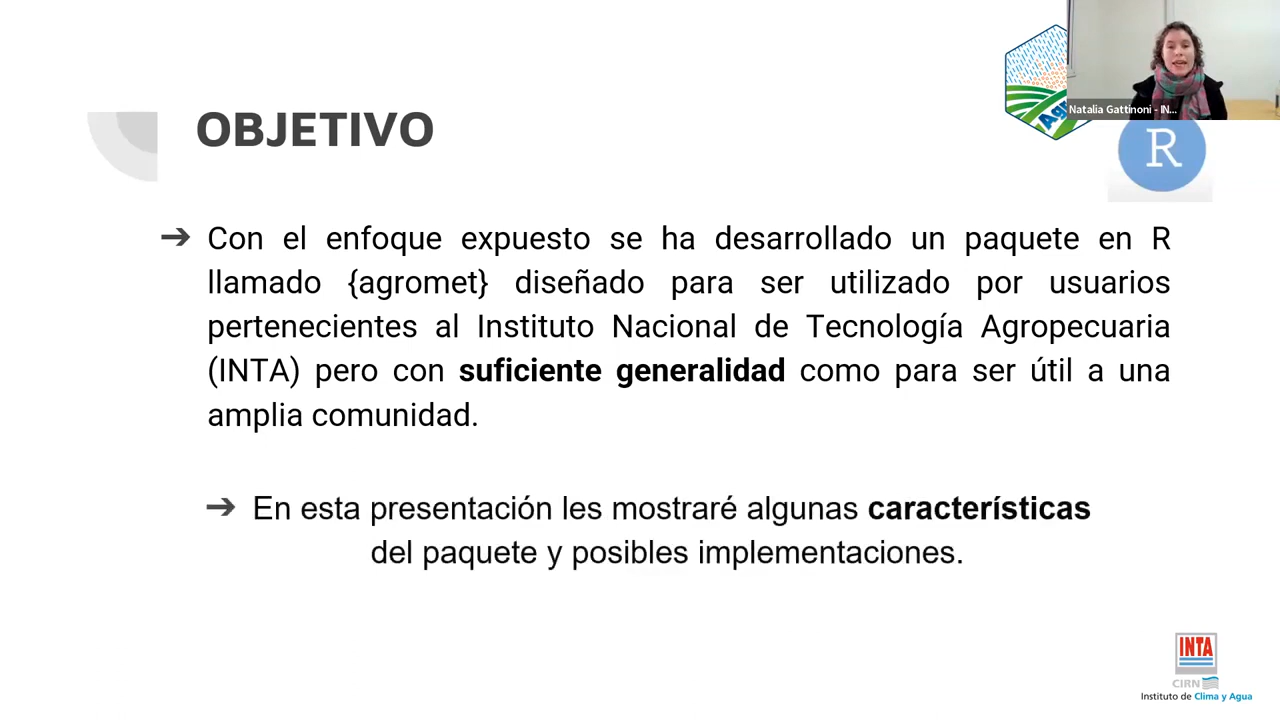 Natalia Gattinoni - IN...
OBJETIVO
R
➔ Con el enfoque expuesto se ha desarrollado un paquete en R
llamado {agromet} diseñado para ser utilizado por usuarios
pertenecientes al Instituto Nacional de Tecnología Agropecuaria
(INTA) pero con suficiente generalidad como para ser útil a una
amplia comunidad.
➔ En esta presentación les mostraré algunas características
del paquete y posibles implementaciones.
INTA
CIRN
Instituto de Clima y Agua